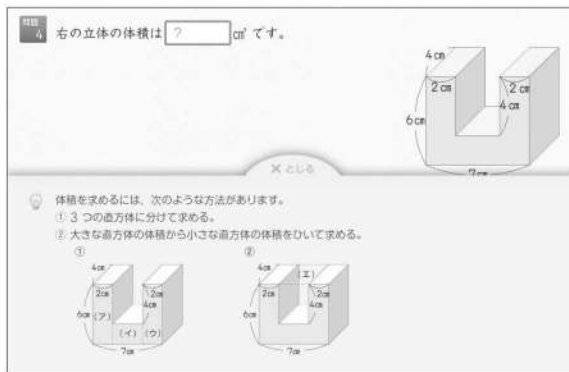 問題
4
右の立体の体積は ? ㎤です。
4㎝
2㎝
2㎝
4㎝
6㎝
7㎝
× とじる
体積を求めるには、次のような方法があります。
① 3 つの直方体に分けて求める。
② 大きな直方体の体積から小さな直方体の体積をひいて求める。
①
②
4㎝
2㎝
2㎝
4㎝
6㎝
(ア)
(イ)
(ウ)
7㎝
4㎝
(エ)
2㎝
2㎝
4㎝
6㎝
7㎝